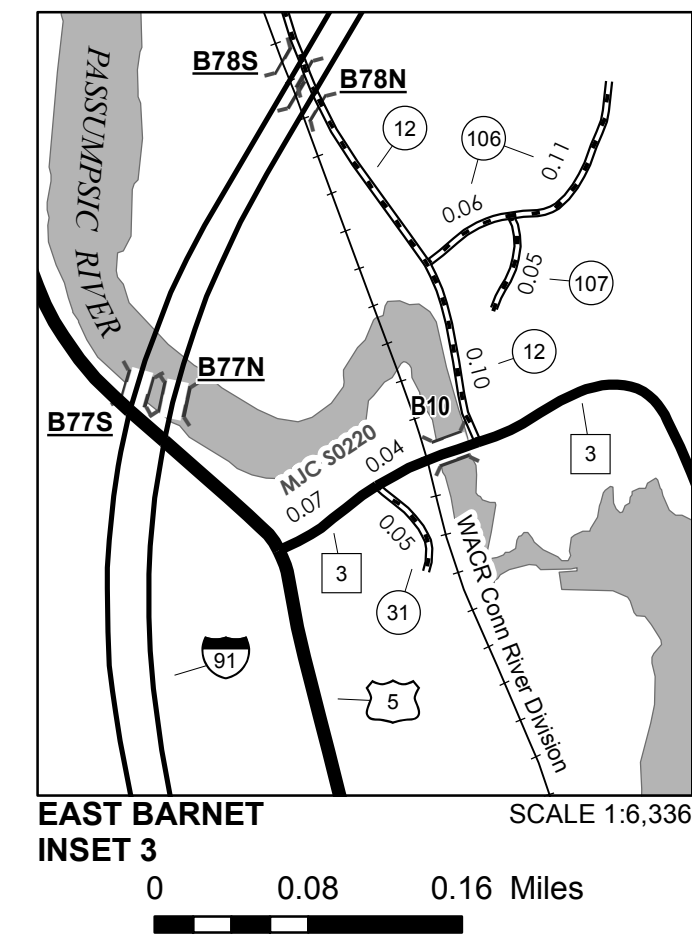 B78S
B78N
PASSUMPSIC RIVER
12
106
0.11
0.06
0.05
107
12
0.10
B77N
B77S
B10
MJC S0220
0.04
0.07
3
0.05
3
31
WACR Conn River Division
91
5
EAST BARNET
SCALE 1:6,336
INSET 3
0 0.08 0.16 Miles